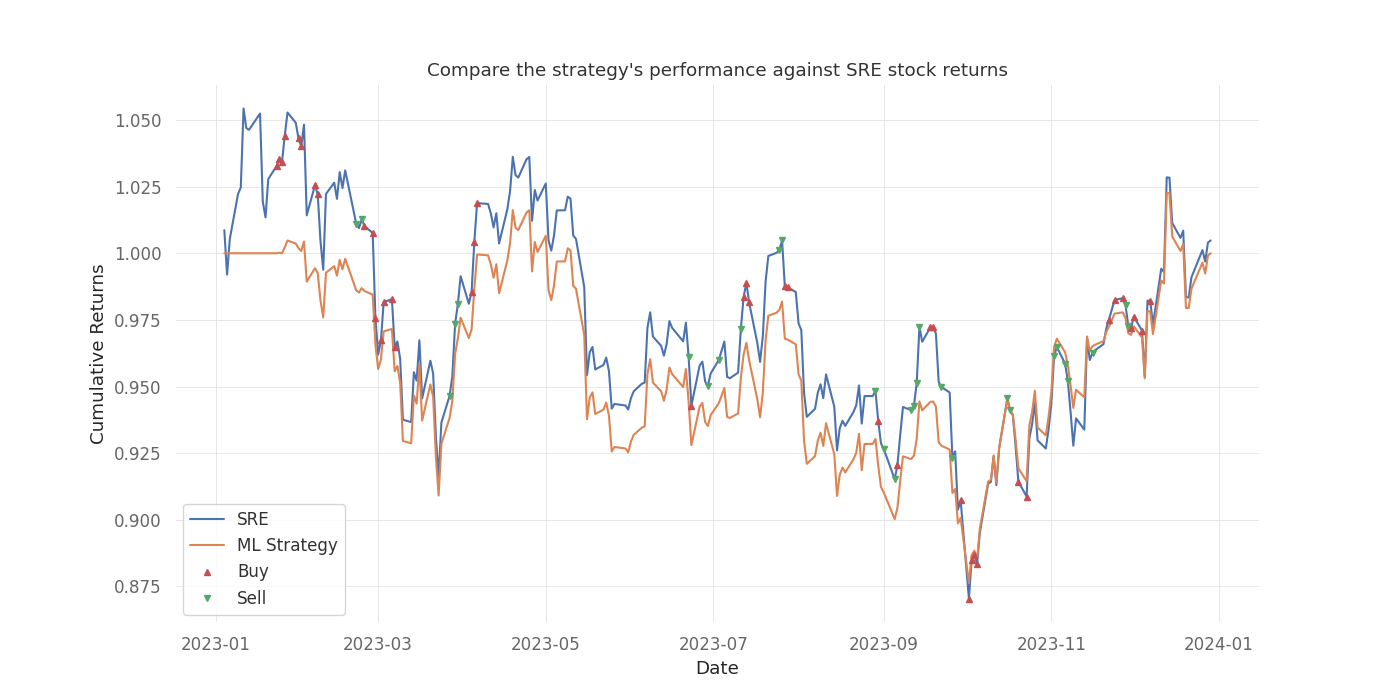 Compare the strategy's performance against SRE stock returns
1.050
1.025
1.000
0.975
0.950
0.925
0.900
0.875
Cumulative Returns
SRE
ML Strategy
Buy
Sell
2023-01
2023-03
2023-05
2023-07
2023-09
2023-11
2024-01
Date